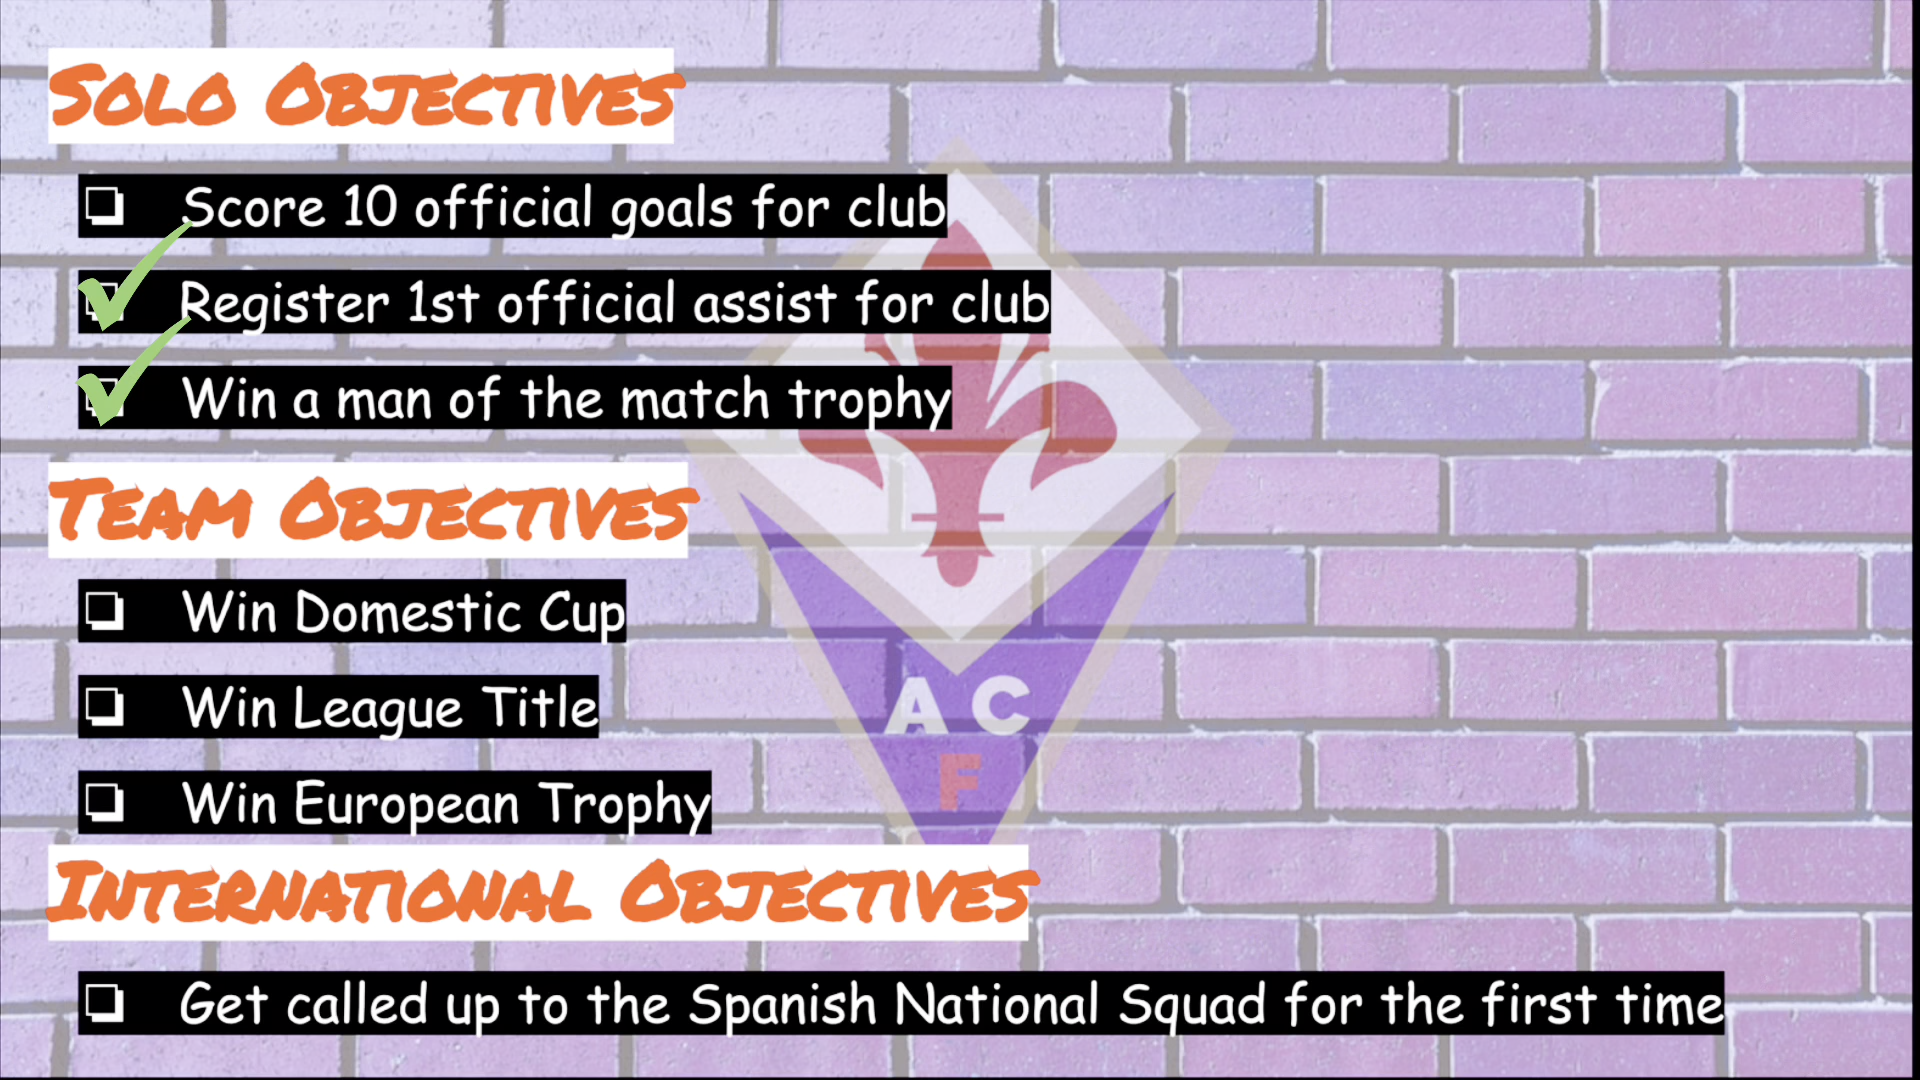 Solo Objectives
Score 10 official goals for club
Register 1st official assist for club
Win a man of the match trophy
Team Objectives
Win Domestic Cup
Win League Title
Win European Trophy
AC
F
International Objectives
Get called up to the Spanish National Squad for the first time